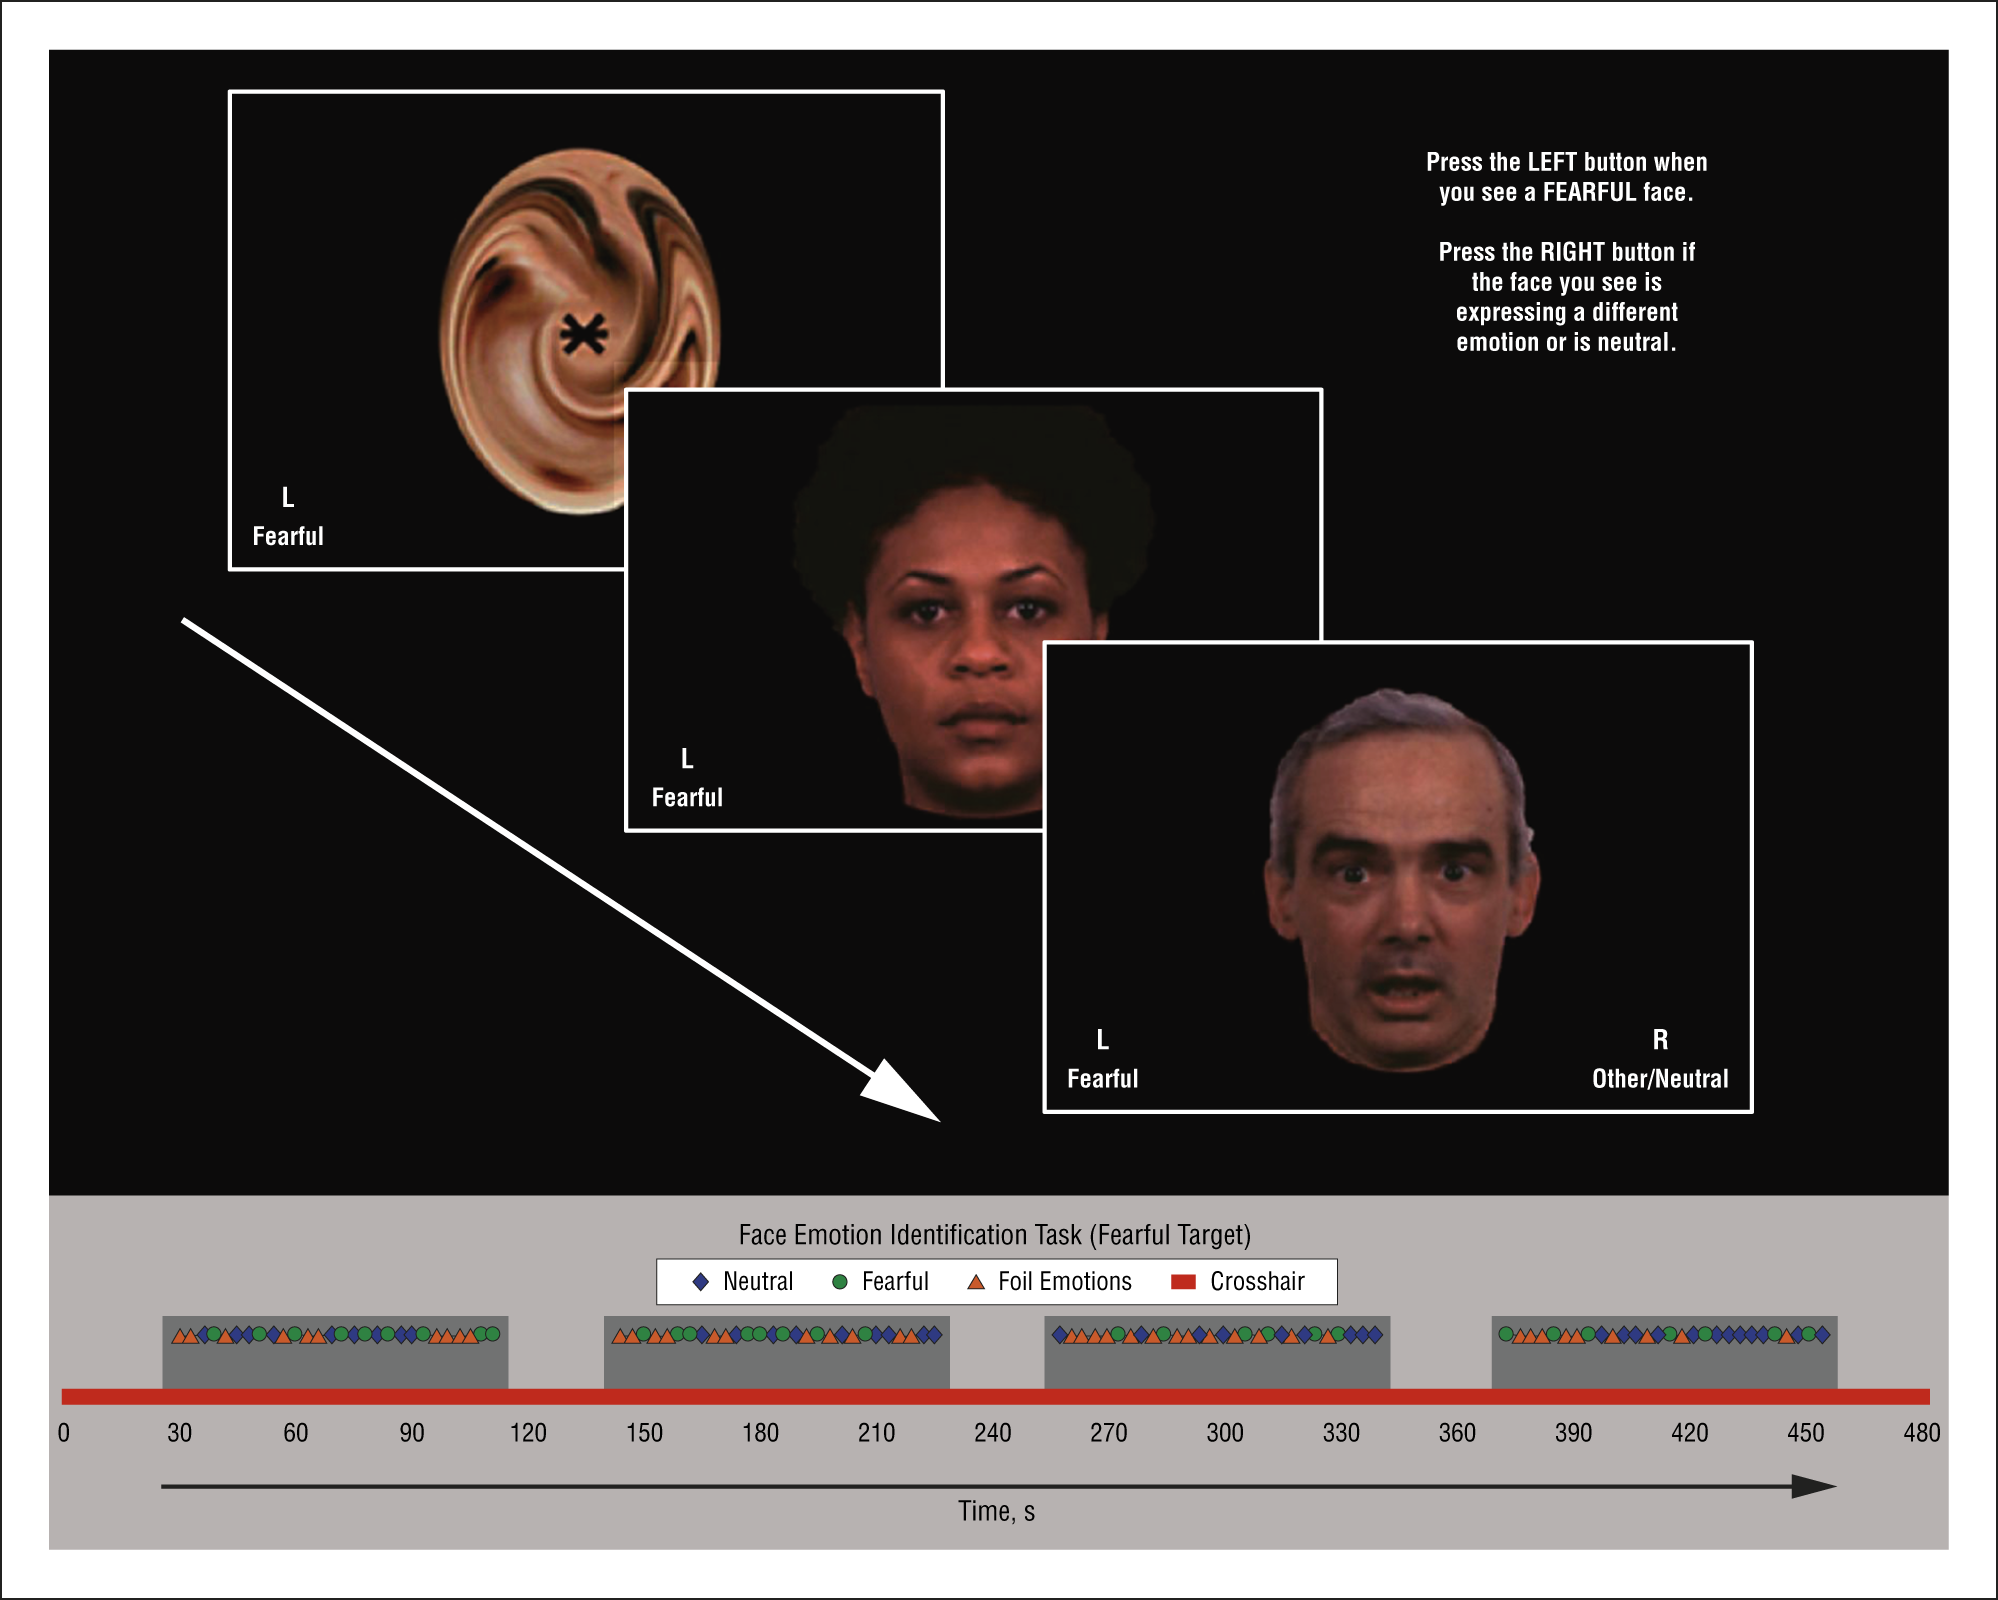 Press the LEFT button when
you see a FEARFUL face.
Press the RIGHT button if
the face you see is
expressing a different
emotion or is neutral.
L
Fearful
L
Fearful
L
Fearful
R
Other/Neutral
Face Emotion Identification Task (Fearful Target)
Neutral Fearful Foil Emotions Crosshair
0 30 60 90 120 150 180 210 240 270 300 330 360 390 420 450 480
Time, s